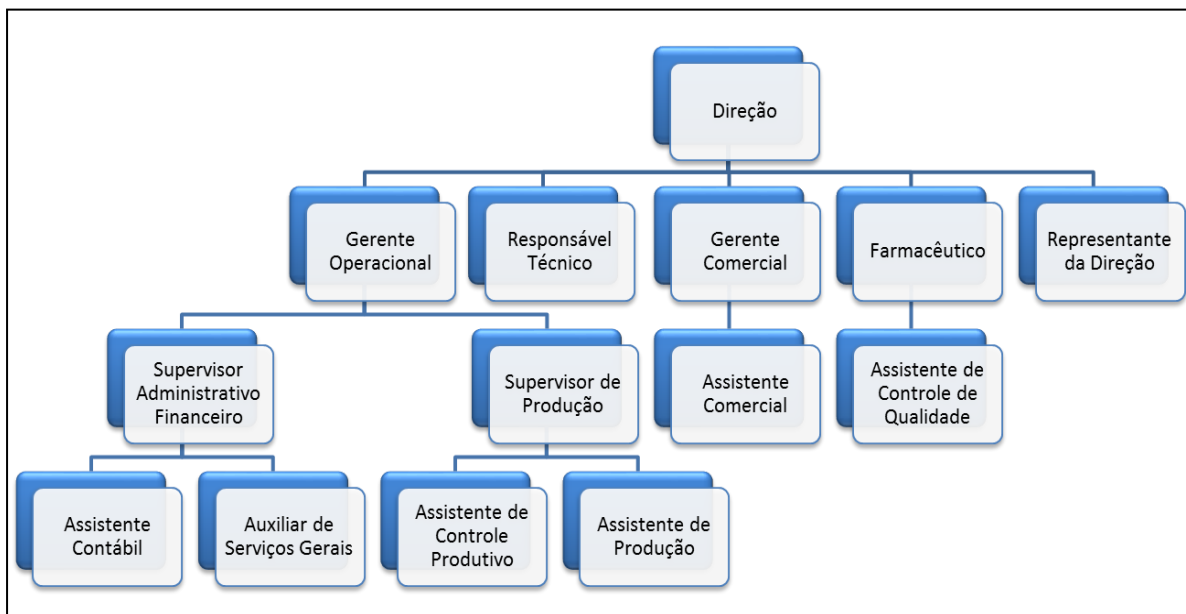 Direção
Gerente
Operacional
Responsável
Técnico
Gerente
Comercial
Farmacêutico
Representante
da Direção
Supervisor
Administrativo
Financeiro
Supervisor de
Produção
Assistente
Comercial
Assistente de
Controle de
Qualidade
Assistente
Contábil
Auxiliar de
Serviços Gerais
Assistente de
Controle
Produtivo
Assistente de
Produção